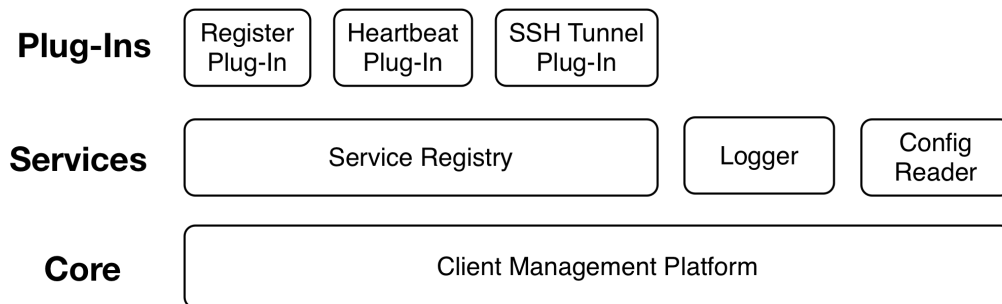 Plug-Ins
Register
Plug-In
Heartbeat
Plug-In
SSH Tunnel
Plug-In
Services
Service Registry
Logger
Config
Reader
Core
Client Management Platform